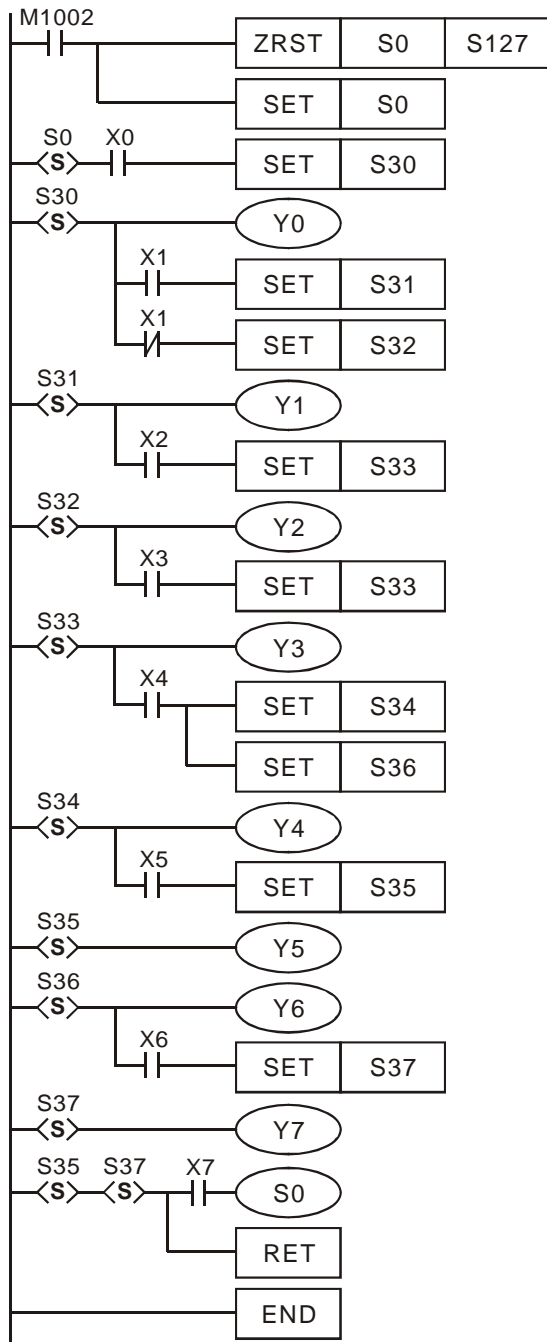 M1002
ZRST S0 S127
SET S0
S0 X0
S SET S30
S30
S Y0
X1
SET S31
X1
SET S32
S31
S Y1
X2
SET S33
S32
S Y2
X3
SET S33
S33
S Y3
X4
SET S34
SET S36
S34
S Y4
X5
SET S35
S35
S Y5
S36
S Y6
X6
SET S37
S37
S Y7
S35 S37 X7
S S S0
RET
END